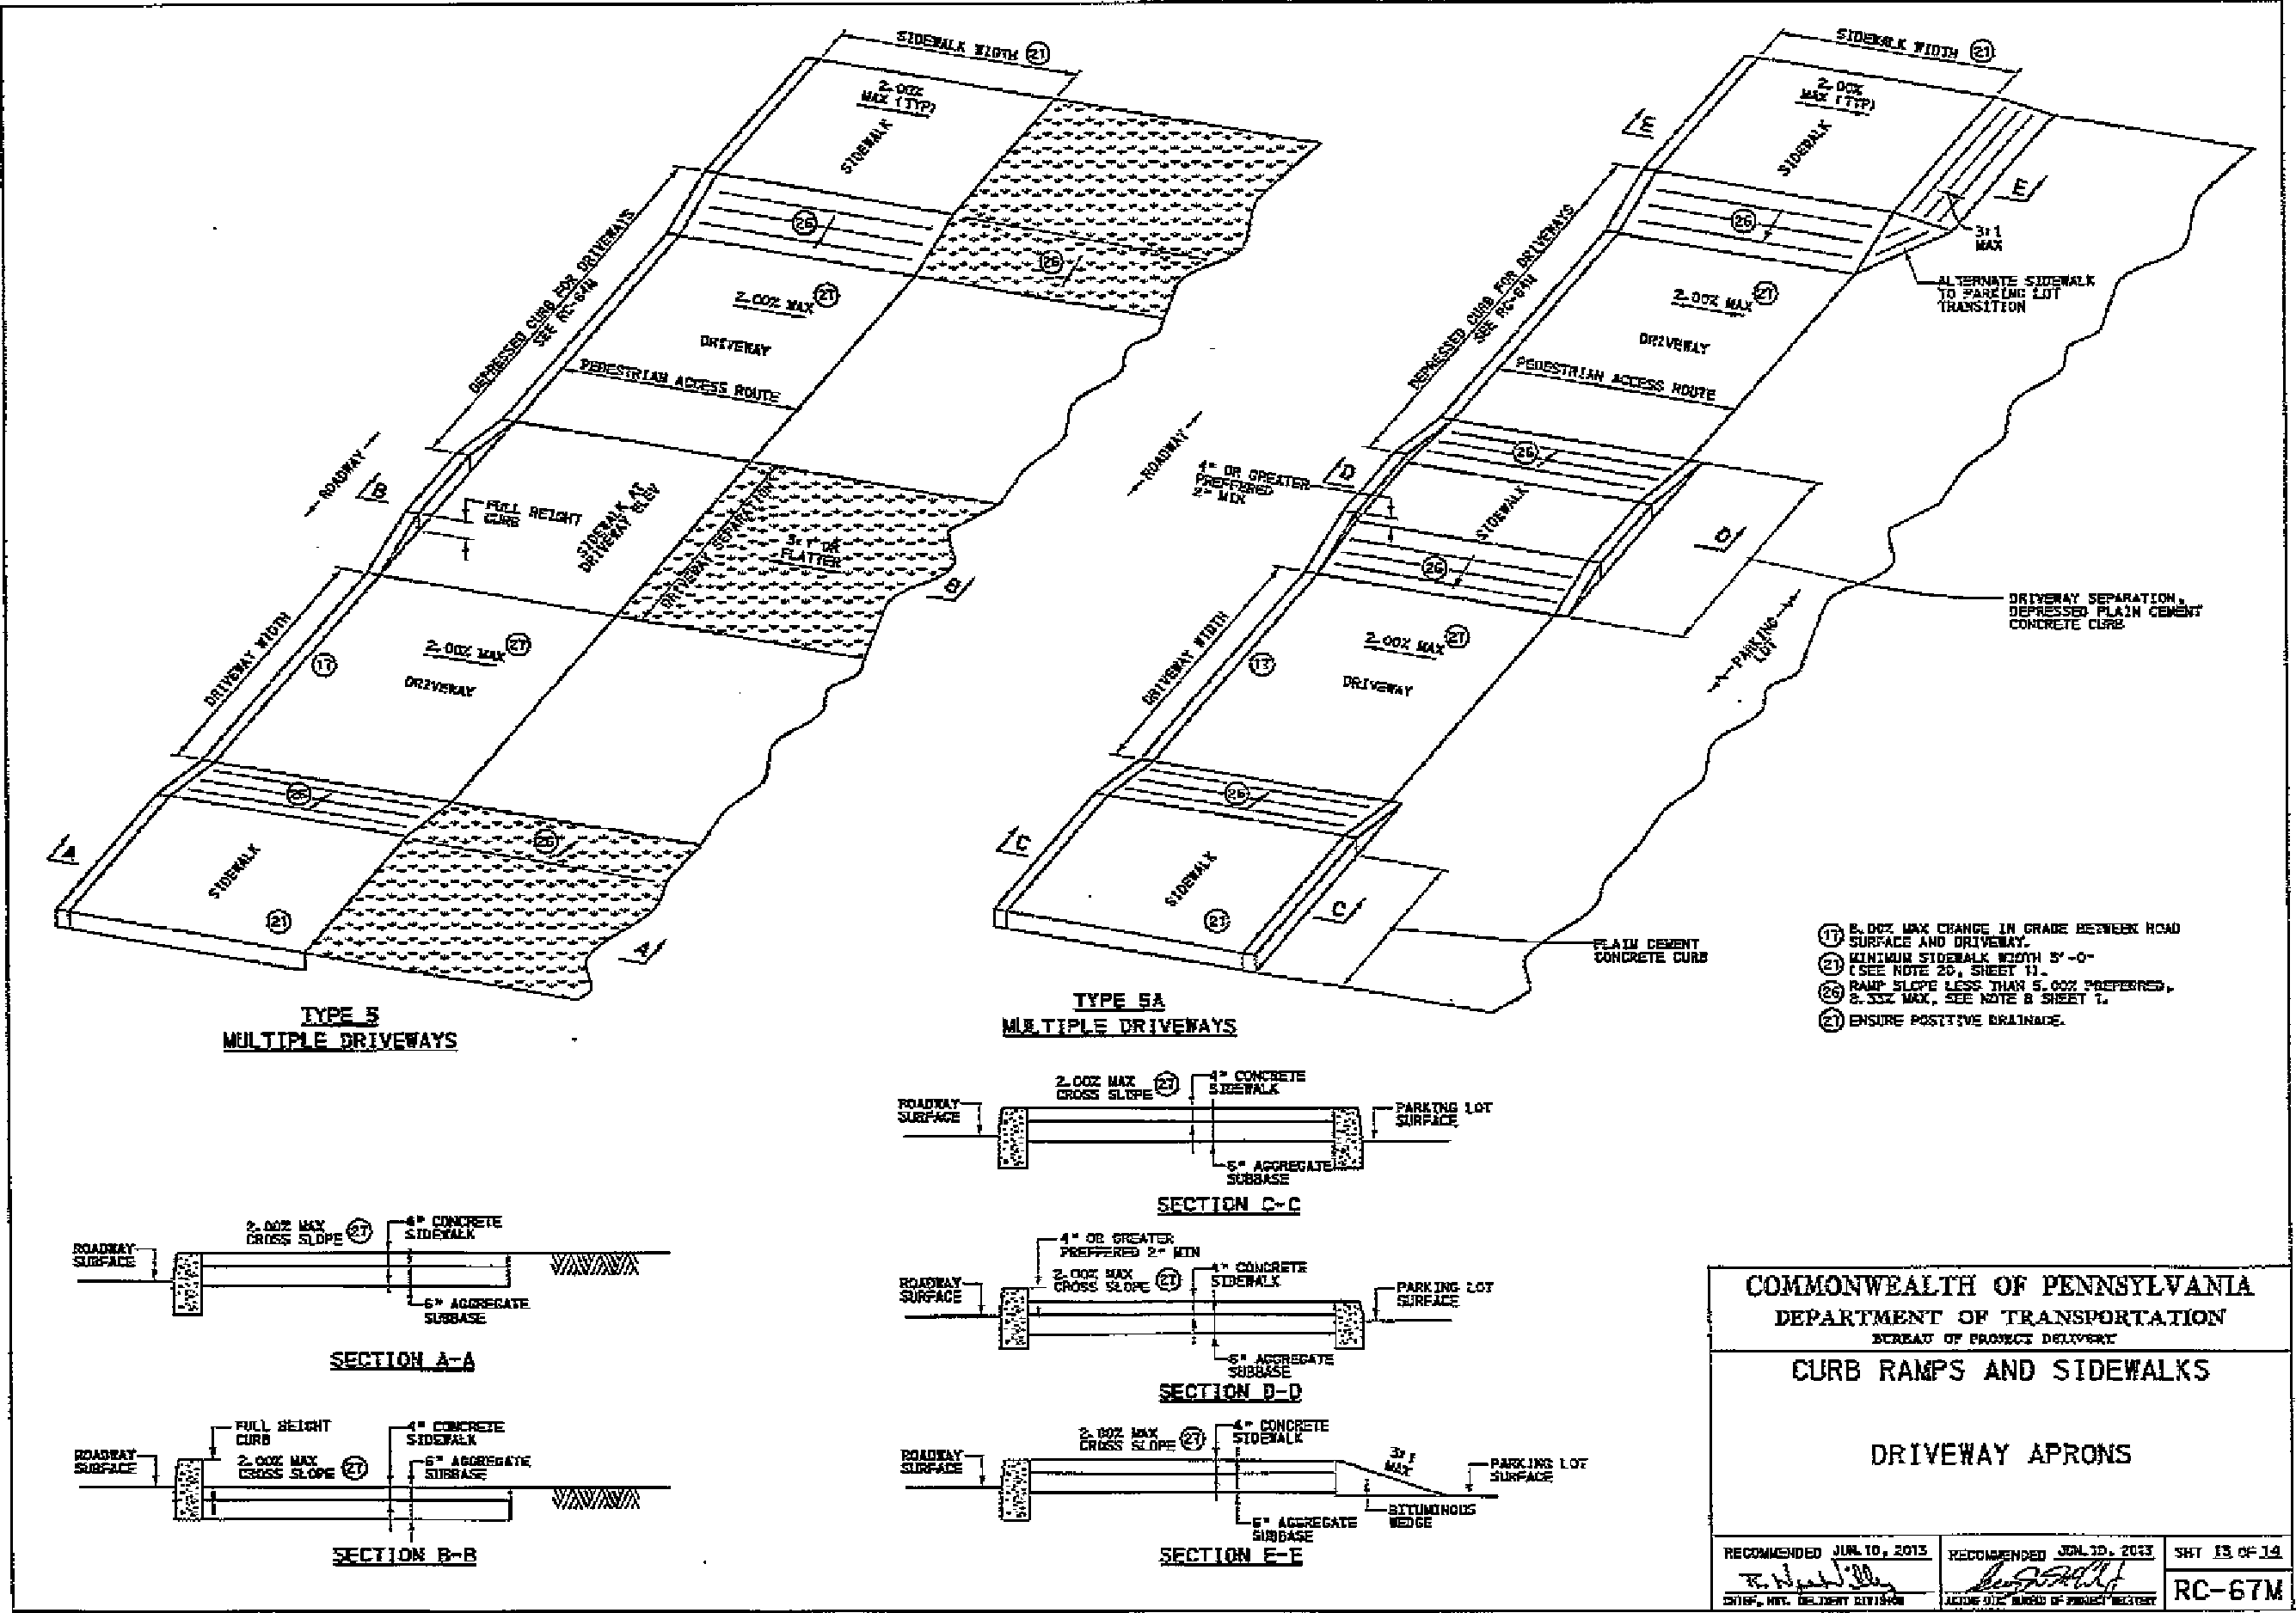 SIDEWALK WIDTH 21
2.00%
MAX (TYP)
SIDEWALK
26
26
DEPRESSED CURB FOR DRIVEWAYS
SEE RC-64M
2.00% MAX 27
DRIVEWAY
PEDESTRIAN ACCESS ROUTE
ROADWAY
B
FULL HEIGHT
CURB
SIDEWALK AT
DRIVEWAY ELEV
DRIVEWAY SEPARATION
3:1 OR
FLATTER
B
DRIVEWAY WIDTH
17
2.00% MAX 27
DRIVEWAY
26
26
A
SIDEWALK
21
A
TYPE 5
MULTIPLE DRIVEWAYS
SIDEWALK WIDTH 21
2.00%
MAX (TYP)
E
SIDEWALK
E
26
3:1
MAX
ALTERNATE SIDEWALK
TO PARKING LOT
TRANSITION
DEPRESSED CURB FOR DRIVEWAYS
SEE RC-64M
2.00% MAX 27
DRIVEWAY
PEDESTRIAN ACCESS ROUTE
ROADWAY
26
D
4" OR GREATER
PREFFERED
2" MIN
SIDEWALK
D
26
DRIVEWAY SEPARATION,
DEPRESSED PLAIN CEMENT
CONCRETE CURB
PARKING
LOT
DRIVEWAY WIDTH
17
2.00% MAX 27
DRIVEWAY
26
C
SIDEWALK
21
C
PLAIN CEMENT
CONCRETE CURB
TYPE 5A
MULTIPLE DRIVEWAYS
17 8.00% MAX CHANGE IN GRADE BETWEEN ROAD
SURFACE AND DRIVEWAY.
21 MINIMUM SIDEWALK WIDTH 5'-0"
(SEE NOTE 20, SHEET 1).
26 RAMP SLOPE LESS THAN 5.00% PREFERRED,
8.33% MAX, SEE NOTE 8 SHEET 1.
27 ENSURE POSITIVE DRAINAGE.
2.00% MAX
CROSS SLOPE 27
4" CONCRETE
SIDEWALK
ROADWAY
SURFACE
PARKING LOT
SURFACE
6" AGGREGATE
SUBBASE
SECTION C-C
2.00% MAX
CROSS SLOPE 27
4" CONCRETE
SIDEWALK
ROADWAY
SURFACE
6" AGGREGATE
SUBBASE
SECTION A-A
4" OR GREATER
PREFFERED 2" MIN
2.00% MAX
CROSS SLOPE 27
4" CONCRETE
SIDEWALK
ROADWAY
SURFACE
PARKING LOT
SURFACE
6" AGGREGATE
SUBBASE
SECTION D-D
FULL HEIGHT
CURB
4" CONCRETE
SIDEWALK
ROADWAY
SURFACE
2.00% MAX
CROSS SLOPE 27
6" AGGREGATE
SUBBASE
SECTION B-B
2.00% MAX
CROSS SLOPE 27
4" CONCRETE
SIDEWALK
ROADWAY
SURFACE
3:1
MAX
PARKING LOT
SURFACE
6" AGGREGATE
SUBBASE
BITUMINOUS
WEDGE
SECTION E-E
COMMONWEALTH OF PENNSYLVANIA
DEPARTMENT OF TRANSPORTATION
BUREAU OF PROJECT DELIVERY
CURB RAMPS AND SIDEWALKS
DRIVEWAY APRONS
RECOMMENDED JUN. 10, 2013
CHIEF, HWY. DELIVERY DIVISION
RECOMMENDED JUN. 10, 2013
ACTING DIR. BUREAU OF PROJECT DELIVERY
SHT 13 OF 14
RC-67M